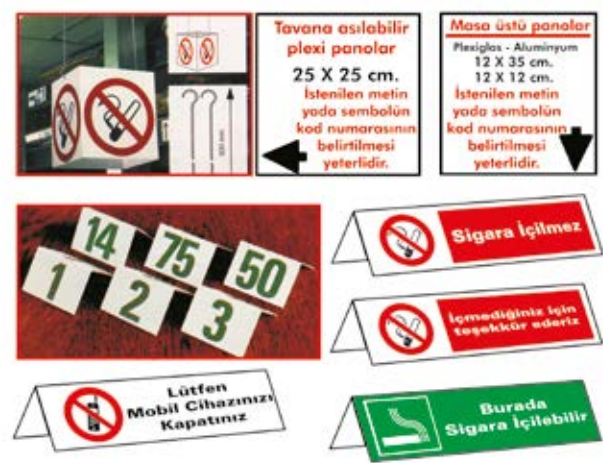 Tavana asılabilir
plexi panolar
25 X 25 cm.
İstenilen metin
yada sembolün
kod numarasının
belirtilmesi
yeterlidir.
Masa üstü panolar
Plexiglas - Aluminyum
12 X 35 cm.
12 X 12 cm.
İstenilen metin
yada sembolün
kod numarasının
belirtilmesi
yeterlidir.
14 75 50
1 2 3
Sigara İçilmez
İçmediğiniz için
teşekkür ederiz
Lütfen
Mobil Cihazınızı
Kapatınız
Burada
Sigara İçilebilir